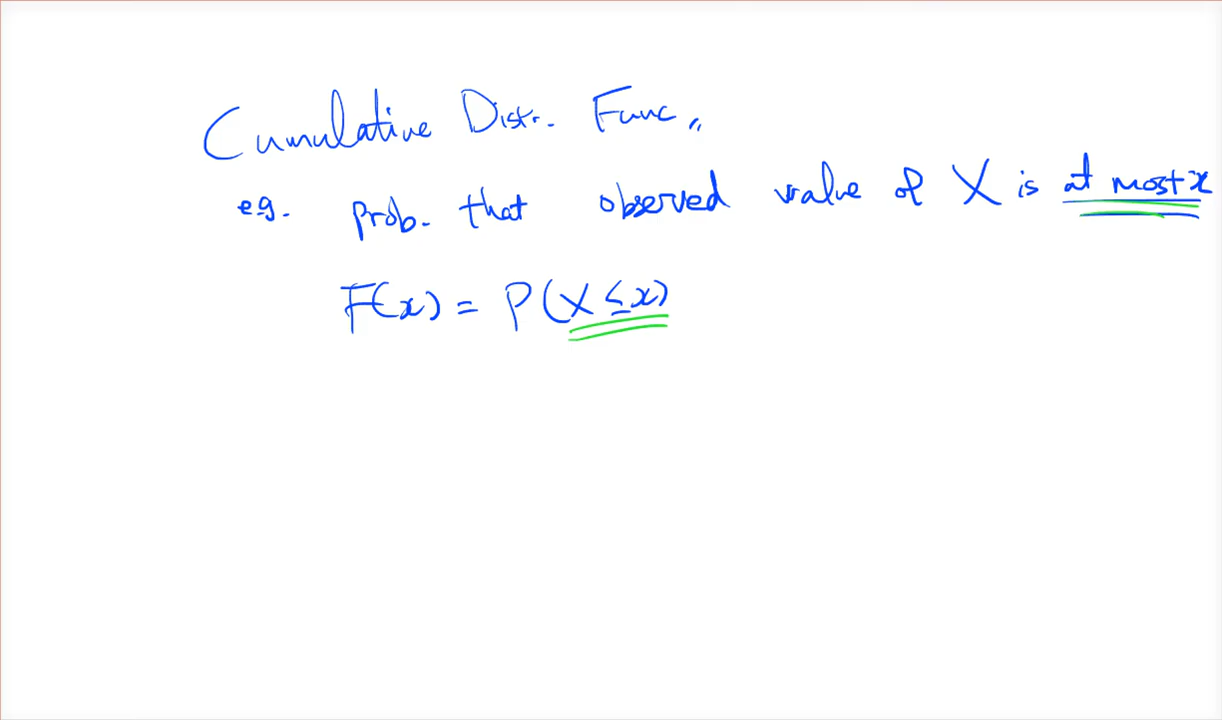 Cumulative Distr. Func.
e.g. prob. that observed value of X is at most x
F(x) = P(X ≤ x)